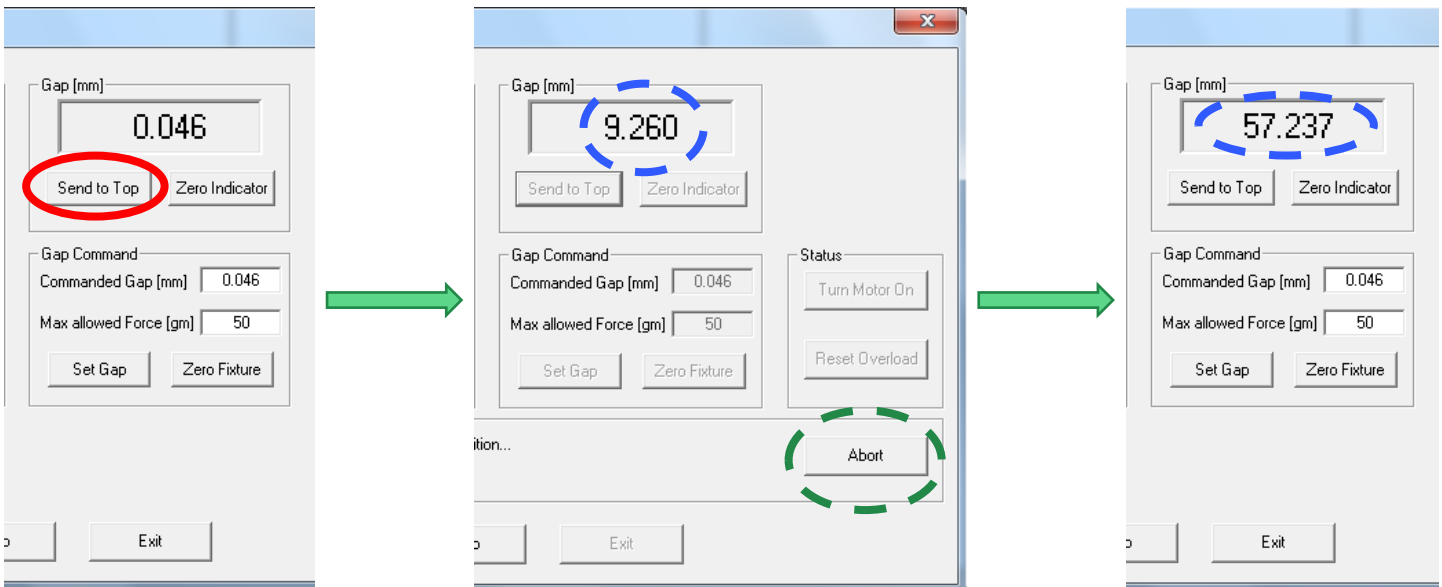 Gap [mm]
0.046
Send to Top Zero Indicator
Gap Command
Commanded Gap [mm] 0.046
Max allowed Force [gm] 50
Set Gap Zero Fixture
Exit
x
Gap [mm]
9.260
Send to Top Zero Indicator
Gap Command
Commanded Gap [mm] 0.046
Max allowed Force [gm] 50
Set Gap Zero Fixture
Status
Turn Motor On
Reset Overload
ition...
Abort
Exit
Gap [mm]
57.237
Send to Top Zero Indicator
Gap Command
Commanded Gap [mm] 0.046
Max allowed Force [gm] 50
Set Gap Zero Fixture
Exit